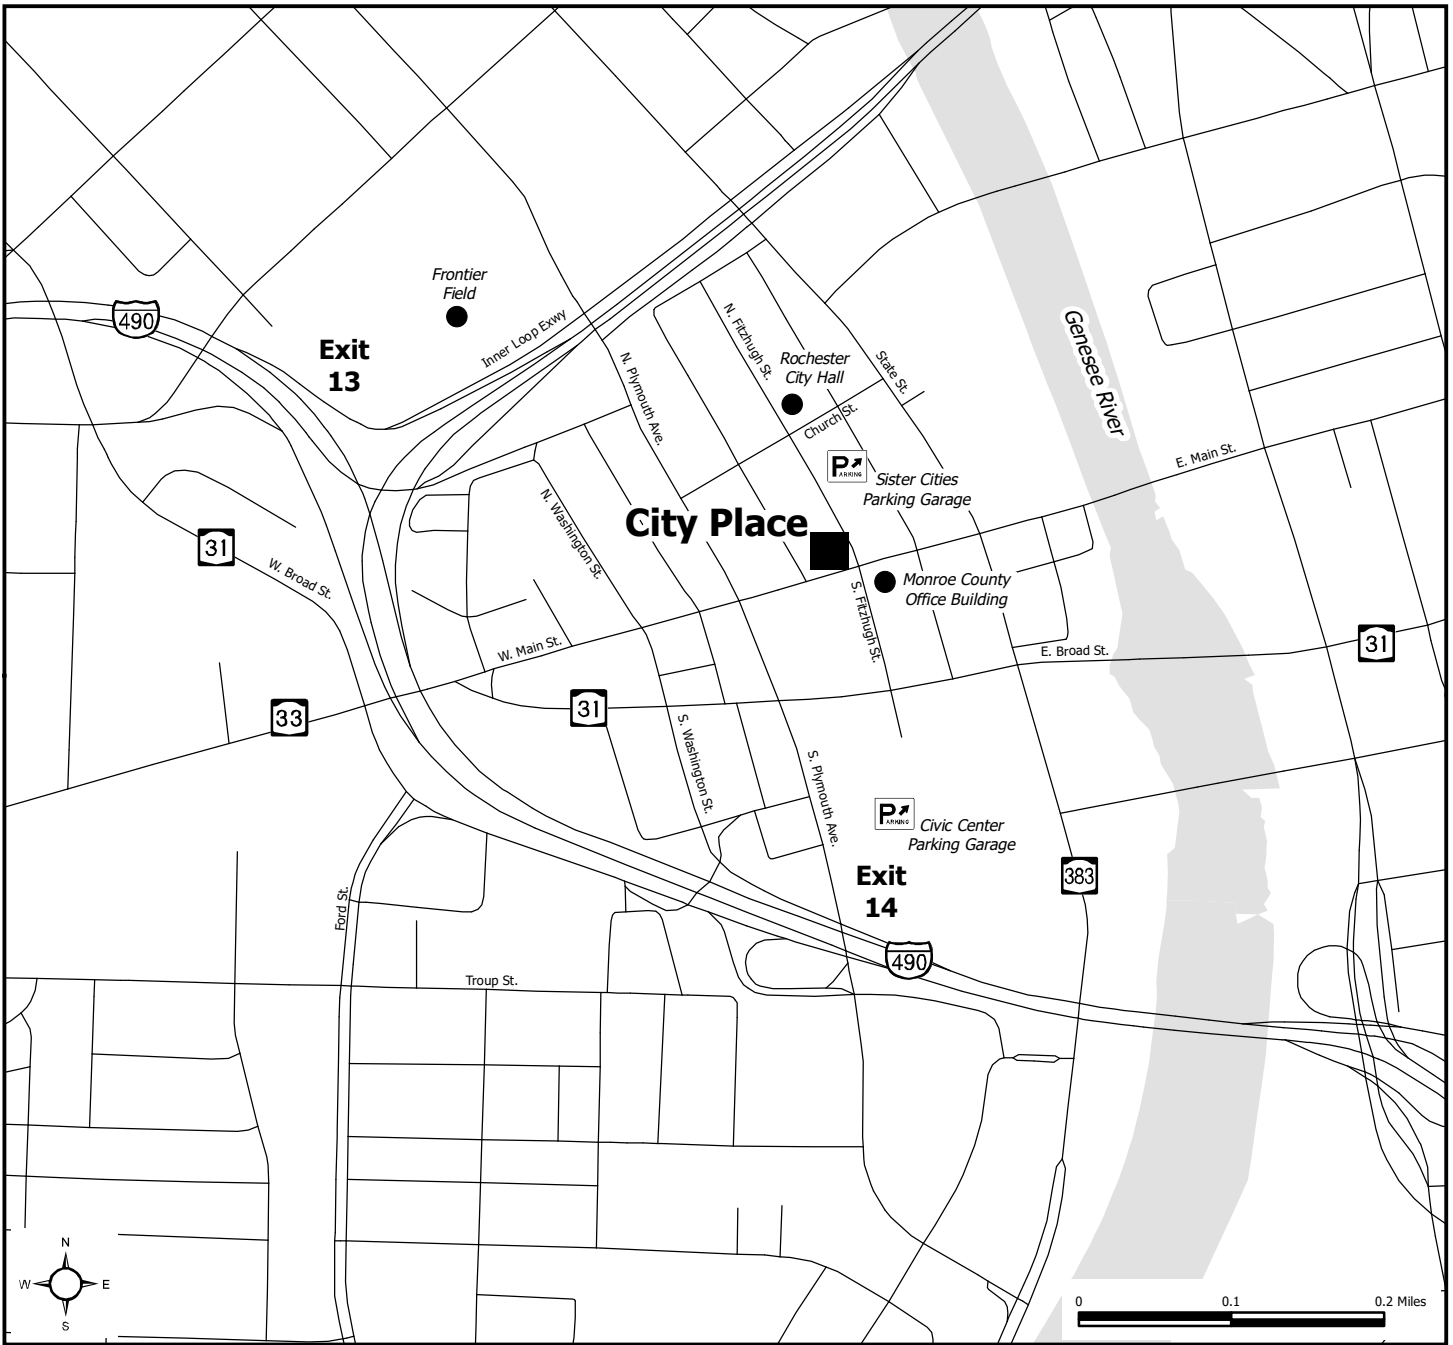 Frontier
Field
490
Exit
13
Inner Loop Exwy
N. Plymouth Ave.
N. Fitzhugh St.
Rochester
City Hall
State St.
Church St.
Genesee River
E. Main St.
P
PARKING
Sister Cities
Parking Garage
N. Washington St.
City Place
31
W. Broad St.
Monroe County
Office Building
S. Fitzhugh St.
W. Main St.
E. Broad St.
31
33
31
S. Washington St.
S. Plymouth Ave.
P
PARKING
Civic Center
Parking Garage
Exit
14
383
Ford St.
490
Troup St.
N
W E
S
0 0.1 0.2 Miles